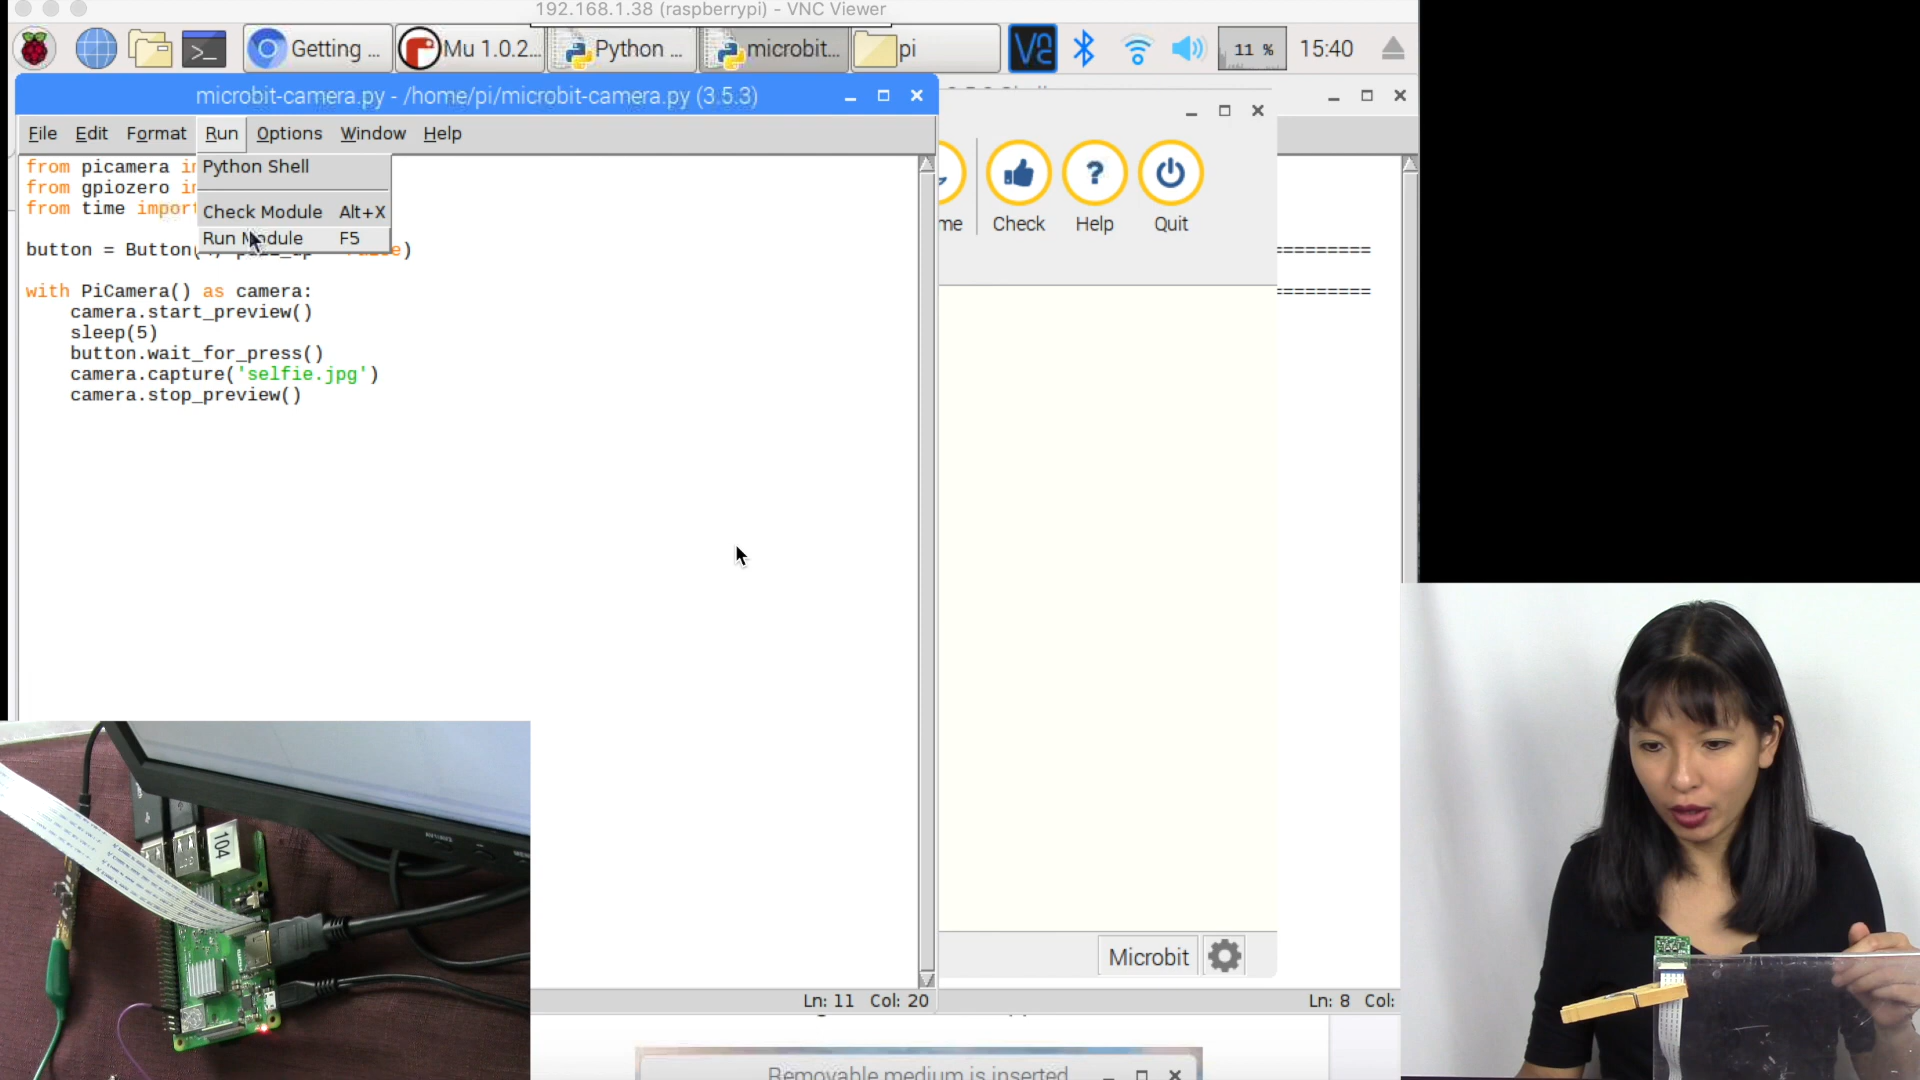 192.168.1.38 (raspberrypi) - VNC Viewer
Getting ...
Mu 1.0.2...
Python ...
microbit...
pi
11 %
15:40
microbit-camera.py - /home/pi/microbit-camera.py (3.5.3)
File Edit Format Run Options Window Help
Python Shell
Check Module Alt+X
Run Module F5
from picamera
from gpiozero
from time import
button = Button(
)
with PiCamera() as camera:
camera.start_preview()
sleep(5)
button.wait_for_press()
camera.capture('selfie.jpg')
camera.stop_preview()
Check
Help
Quit
=========
=========
Microbit
Ln: 11 Col: 20
Ln: 8 Col:
Removable medium is inserted
104